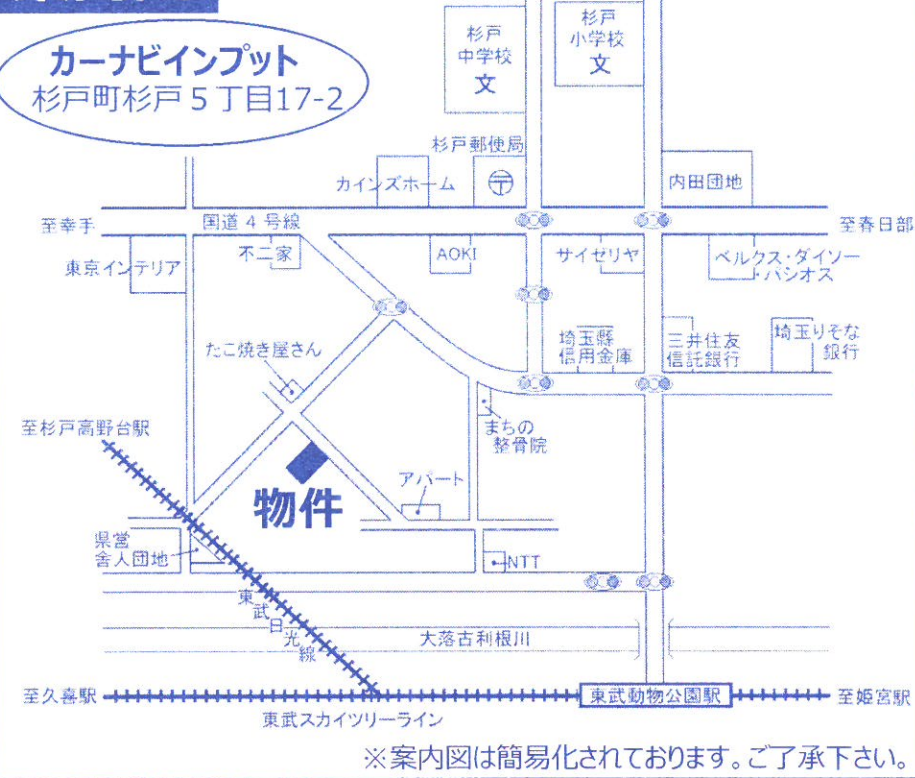 カーナビインプット
杉戸町杉戸５丁目17-2
杉戸
中学校
文
杉戸
小学校
文
杉戸郵便局
カインズホーム
〒
内田団地
至幸手
国道４号線
至春日部
東京インテリア
不二家
AOKI
サイゼリヤ
ベルクス・ダイソー
・パシオス
たこ焼き屋さん
埼玉縣
信用金庫
三井住友
信託銀行
埼玉りそな
銀行
至杉戸高野台駅
まちの
整骨院
物件
アパート
県営
舎人団地
NTT
東武日光線
大落古利根川
至久喜駅
東武動物公園駅
至姫宮駅
東武スカイツリーライン
※案内図は簡易化されております。ご了承下さい。